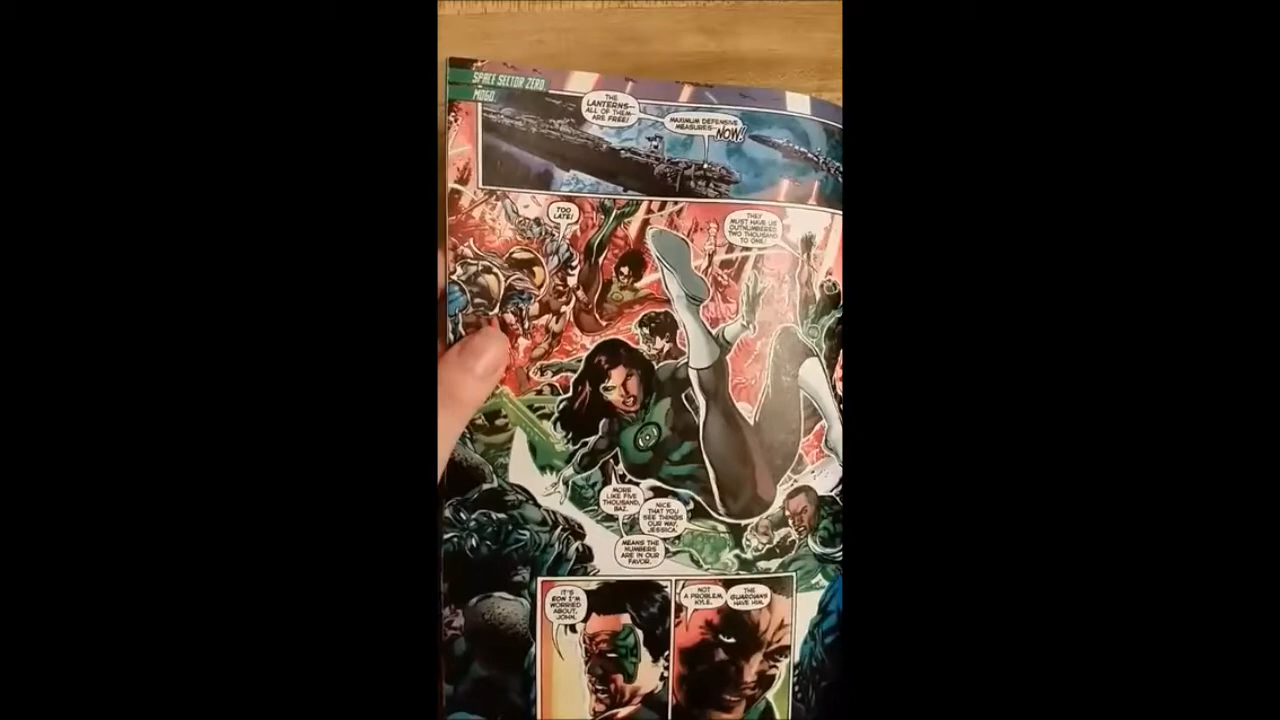 SPACE SECTOR ZERO.
MOGO.
THE
LANTERNS--
ALL OF THEM--
ARE FREE!
MAXIMUM DEFENSIVE
MEASURES--NOW!
TOO
LATE!
THEY
MUST HAVE US
OUTNUMBERED
TWO THOUSAND
TO ONE!
MORE
LIKE FIVE
THOUSAND,
BAZ.
NICE
THAT YOU
SEE THINGS
OUR WAY,
JESSICA.
MEANS THE
NUMBERS
ARE IN OUR
FAVOR.
IT'S
EON I'M
WORRIED
ABOUT,
JOHN.
NOT
A PROBLEM,
KYLE.
THE
GUARDIANS
HAVE HIM.